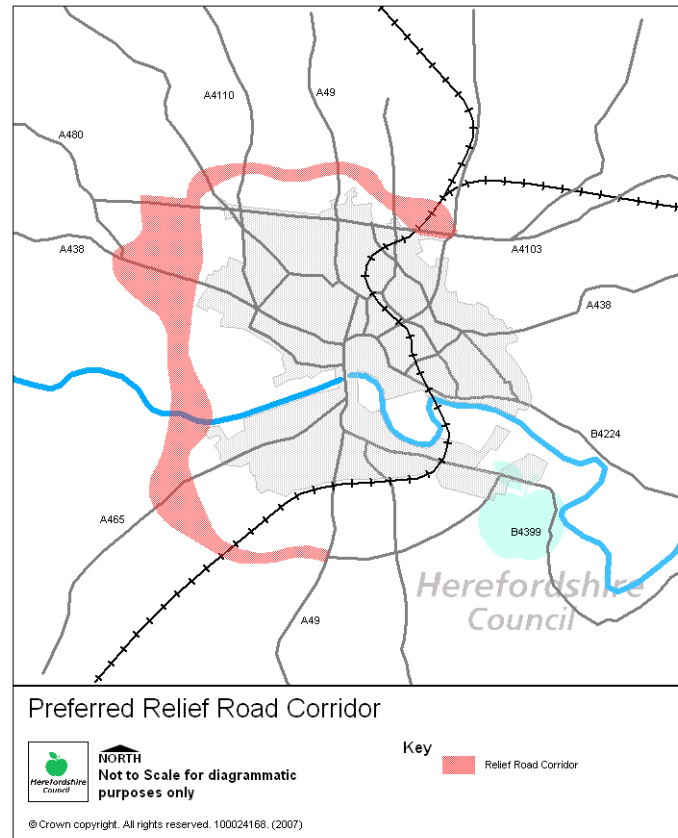 A4110
A49
A480
A438
A4103
A438
B4224
A465
B4399
Herefordshire
Council
A49
Preferred Relief Road Corridor
Herefordshire
Council
NORTH
Not to Scale for diagrammatic
purposes only
Key
Relief Road Corridor
© Crown copyright. All rights reserved. 100024168. (2007)